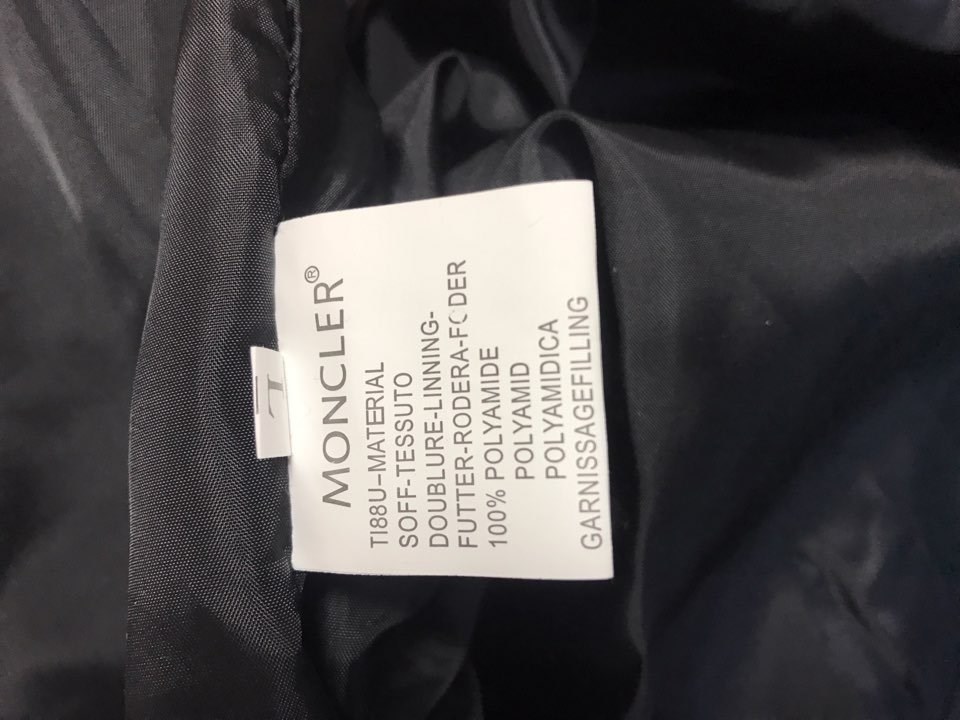 MONCLER®
TI88U-MATERIAL
SOFF-TESSUTO
DOUBLURE-LINNING-
FUTTER-RODERA-FODER
100% POLYAMIDE
POLYAMID
POLYAMIDICA
GARNISSAGEFILLING
L